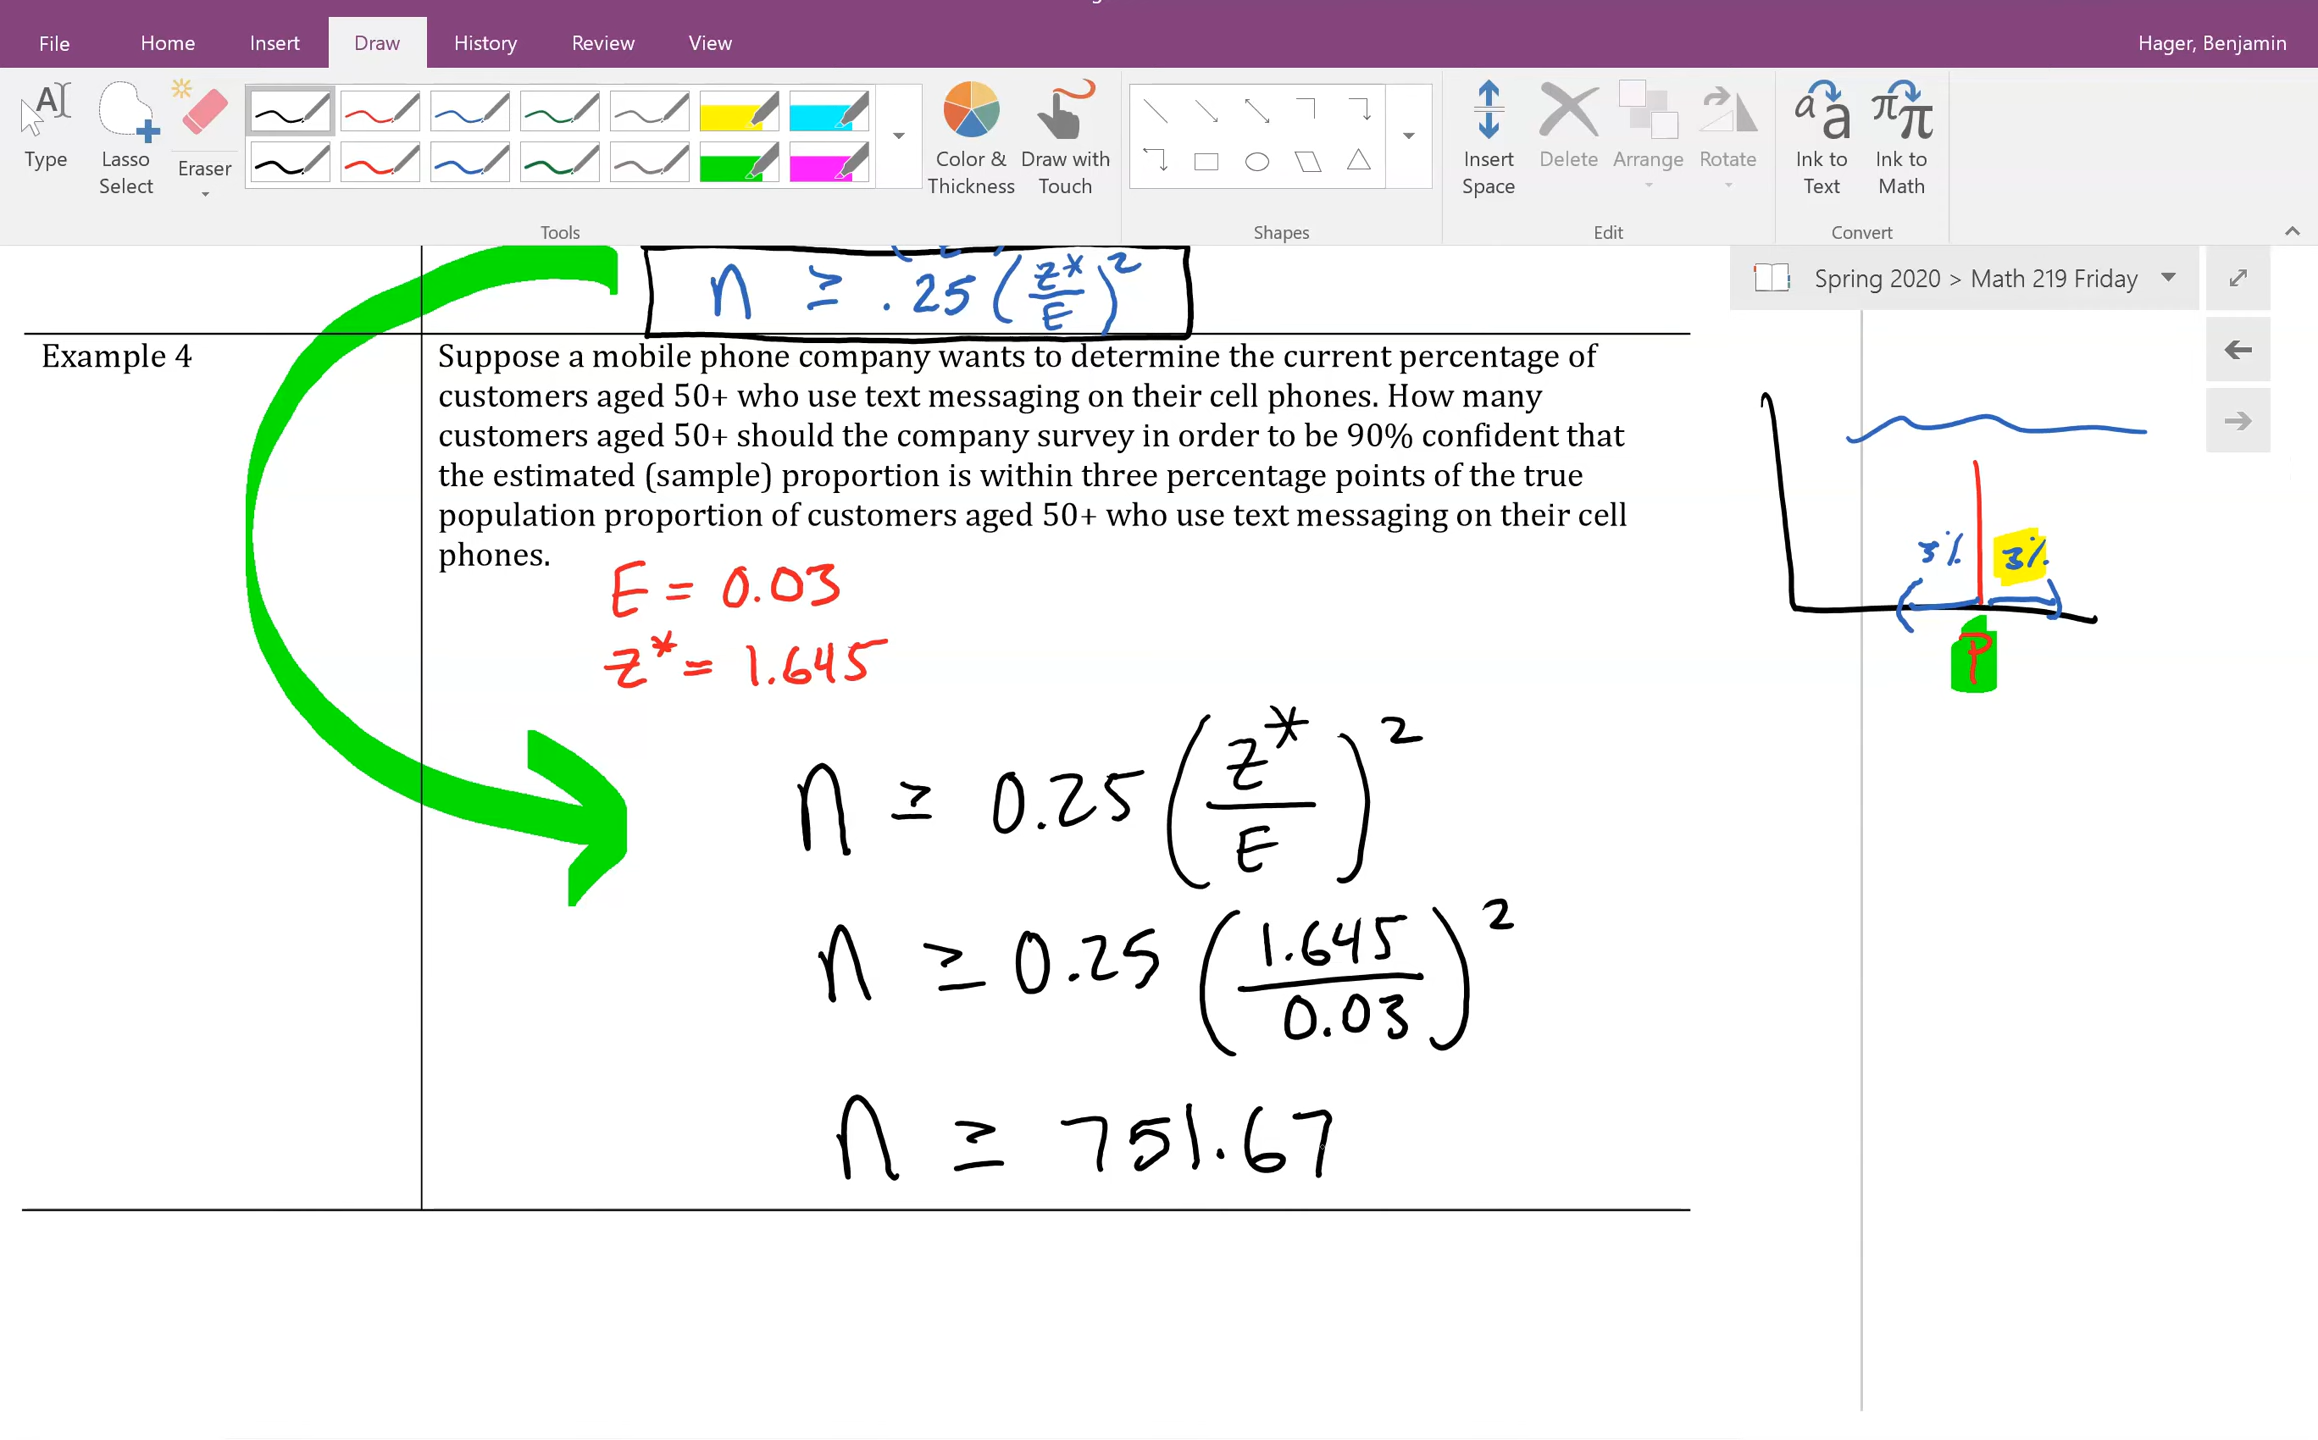 File Home Insert Draw History Review View Hager, Benjamin
Type Lasso Select Eraser Color & Thickness Draw with Touch Insert Space Delete Arrange Rotate Ink to Text Ink to Math
Tools Shapes Edit Convert
n ≥ .25 (z*/E)²
Spring 2020 > Math 219 Friday
Example 4
Suppose a mobile phone company wants to determine the current percentage of
customers aged 50+ who use text messaging on their cell phones. How many
customers aged 50+ should the company survey in order to be 90% confident that
the estimated (sample) proportion is within three percentage points of the true
population proportion of customers aged 50+ who use text messaging on their cell
phones.
E = 0.03
z* = 1.645
n ≥ 0.25 (z*/E)²
n ≥ 0.25 (1.645/0.03)²
n ≥ 751.67
3% 3%
P